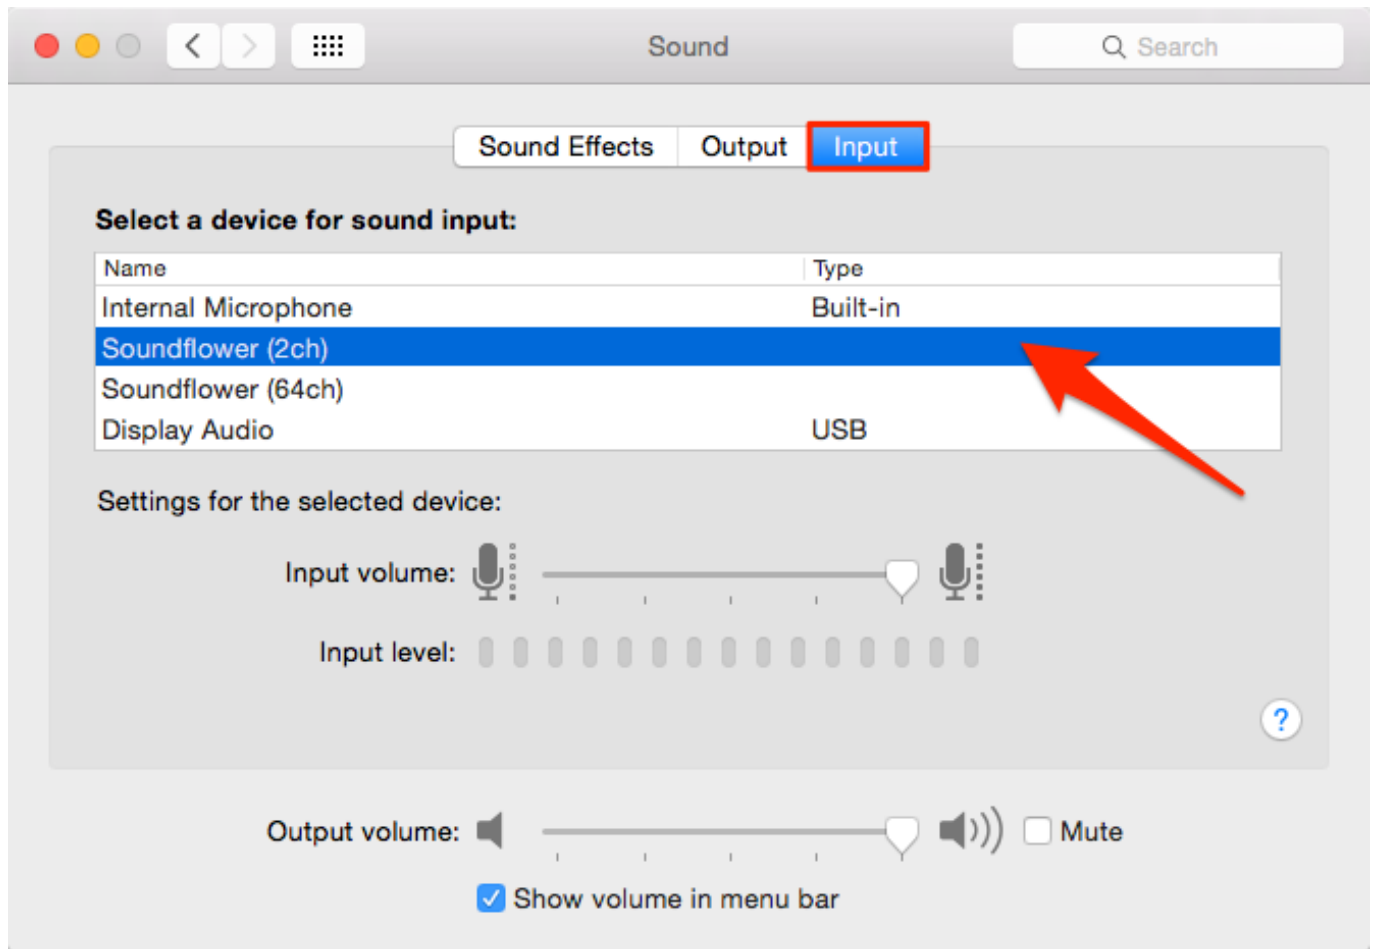 Sound
Search
Sound Effects Output Input
Select a device for sound input:
Name Type
Internal Microphone Built-in
Soundflower (2ch)
Soundflower (64ch)
Display Audio USB
Settings for the selected device:
Input volume:
Input level:
?
Output volume: Mute
Show volume in menu bar